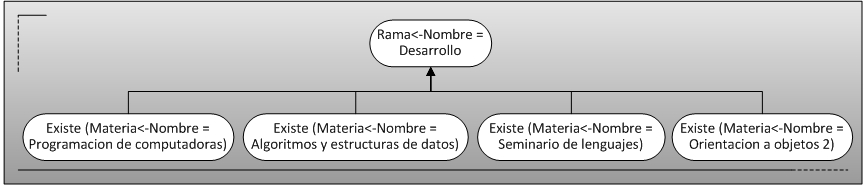 Rama<-Nombre =
Desarrollo
Existe (Materia<-Nombre =
Programacion de computadoras)
Existe (Materia<-Nombre =
Algoritmos y estructuras de datos)
Existe (Materia<-Nombre =
Seminario de lenguajes)
Existe (Materia<-Nombre =
Orientacion a objetos 2)